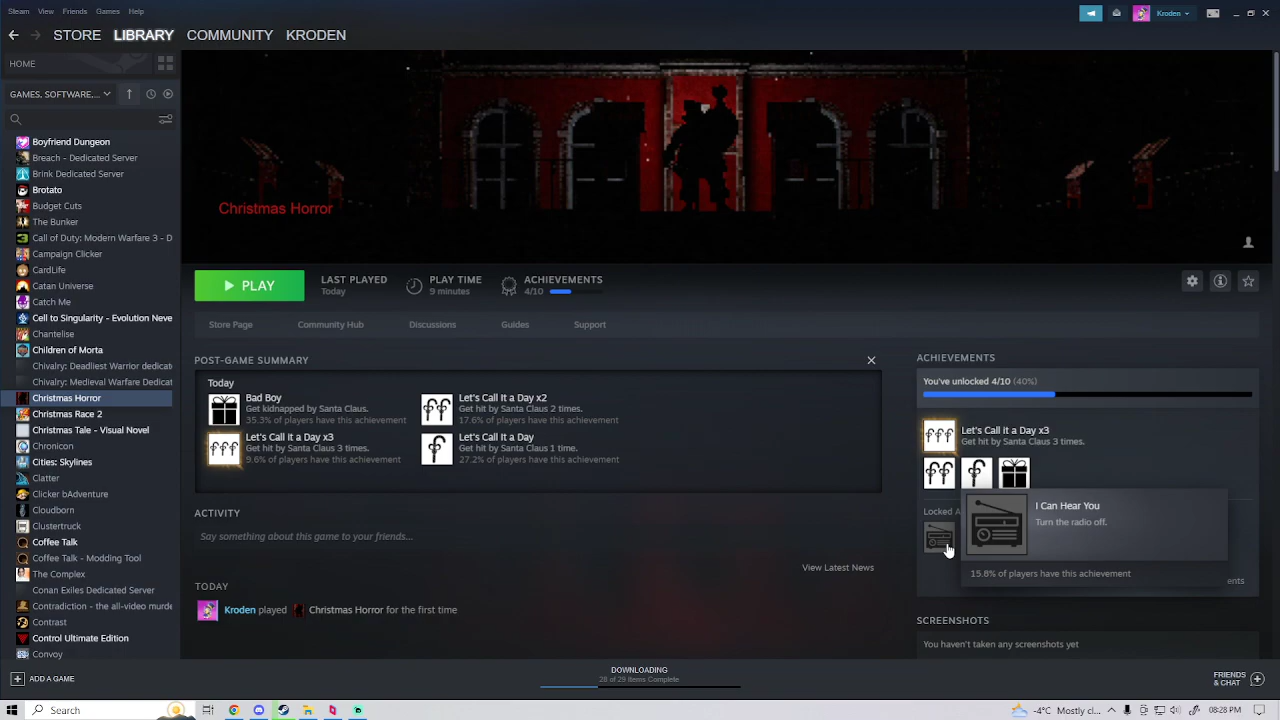 Steam View Friends Games Help
Kroden
STORE LIBRARY COMMUNITY KRODEN
HOME
GAMES, SOFTWARE, ...
Boyfriend Dungeon
Breach - Dedicated Server
Brink Dedicated Server
Brotato
Budget Cuts
The Bunker
Call of Duty: Modern Warfare 3 - D
Campaign Clicker
CardLife
Catan Universe
Catch Me
Cell to Singularity - Evolution Neve
Chantelise
Children of Morta
Chivalry: Deadliest Warrior dedicat
Chivalry: Medieval Warfare Dedicat
Christmas Horror
Christmas Race 2
Christmas Tale - Visual Novel
Chronicon
Cities: Skylines
Clatter
Clicker bAdventure
Cloudborn
Clustertruck
Coffee Talk
Coffee Talk - Modding Tool
The Complex
Conan Exiles Dedicated Server
Contradiction - the all-video murde
Contrast
Control Ultimate Edition
Convoy
Christmas Horror
PLAY
LAST PLAYED
Today
PLAY TIME
9 minutes
ACHIEVEMENTS
4/10
Store Page Community Hub Discussions Guides Support
POST-GAME SUMMARY
Today
Bad Boy
Get kidnapped by Santa Claus.
35.3% of players have this achievement
Let's Call it a Day x2
Get hit by Santa Claus 2 times.
17.6% of players have this achievement
Let's Call it a Day x3
Get hit by Santa Claus 3 times.
9.6% of players have this achievement
Let's Call it a Day
Get hit by Santa Claus 1 time.
27.2% of players have this achievement
ACTIVITY
Say something about this game to your friends...
View Latest News
TODAY
Kroden played Christmas Horror for the first time
ACHIEVEMENTS
You've unlocked 4/10 (40%)
Let's Call it a Day x3
Get hit by Santa Claus 3 times.
Locked A
I Can Hear You
Turn the radio off.
15.8% of players have this achievement
ents
SCREENSHOTS
You haven't taken any screenshots yet
ADD A GAME
DOWNLOADING
28 of 29 Items Complete
FRIENDS
& CHAT
Search
-4°C Mostly cl...
08:28 PM